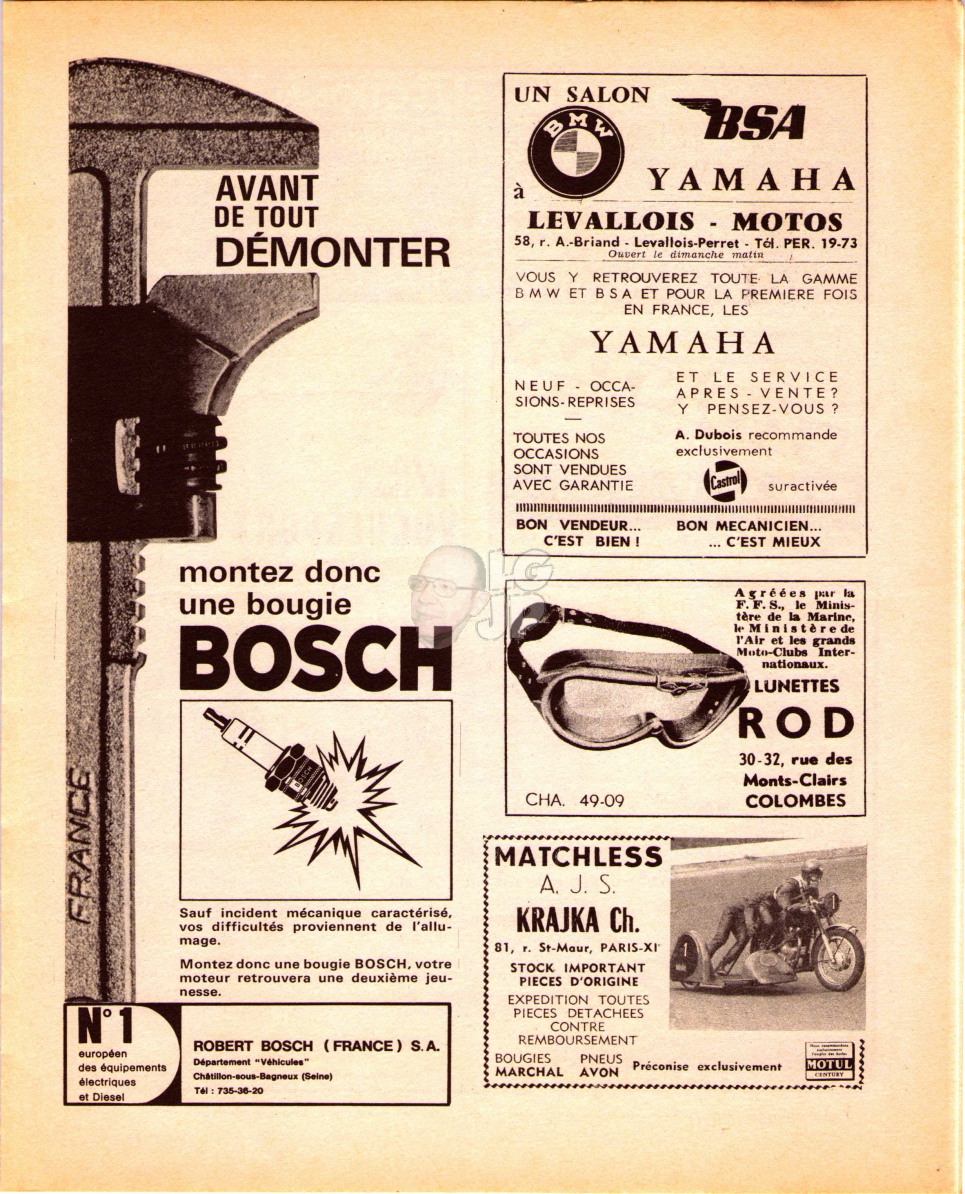 AVANT
DE TOUT
DÉMONTER
FRANCE
montez donc
une bougie
BOSCH
BOSCH
Sauf incident mécanique caractérisé,
vos difficultés proviennent de l'allu-
mage.
Montez donc une bougie BOSCH, votre
moteur retrouvera une deuxième jeu-
nesse.
N° 1
européen
des équipements
électriques
et Diesel
ROBERT BOSCH ( FRANCE ) S. A.
Département "Véhicules"
Châtillon-sous-Bagneux (Seine)
Tél : 735-36-20
UN SALON
BMW
BSA
à
YAMAHA
LEVALLOIS - MOTOS
58, r. A.-Briand - Levallois-Perret - Tél. PER. 19-73
Ouvert le dimanche matin
VOUS Y RETROUVEREZ TOUTE LA GAMME
BMW ET BSA ET POUR LA PREMIERE FOIS
EN FRANCE, LES
YAMAHA
NEUF - OCCA-
SIONS-REPRISES
TOUTES NOS
OCCASIONS
SONT VENDUES
AVEC GARANTIE
ET LE SERVICE
APRES - VENTE ?
Y PENSEZ-VOUS ?
A. Dubois recommande
exclusivement
Castrol suractivée
BON VENDEUR...
C'EST BIEN !
BON MECANICIEN...
... C'EST MIEUX
LGJP
Agréées par la
F. F. S., le Minis-
tère de la Marine,
le Ministère de
l'Air et les grands
Moto-Clubs Inter-
nationaux.
LUNETTES
ROD
30-32, rue des
Monts-Clairs
COLOMBES
CHA. 49-09
MATCHLESS
A. J. S.
KRAJKA Ch.
81, r. St-Maur, PARIS-XI
STOCK IMPORTANT
PIECES D'ORIGINE
EXPEDITION TOUTES
PIECES DETACHEES
CONTRE
REMBOURSEMENT
BOUGIES PNEUS
MARCHAL AVON
Préconise exclusivement
MOTUL
CENTURY